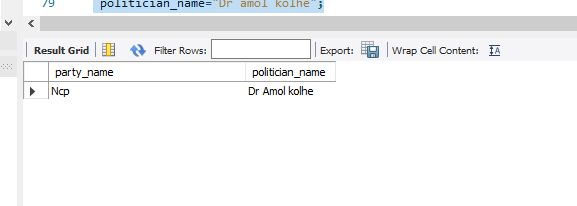 79 politician_name="Dr amol kolhe";
Result Grid Filter Rows: Export: Wrap Cell Content:
party_name politician_name
Ncp Dr Amol kolhe